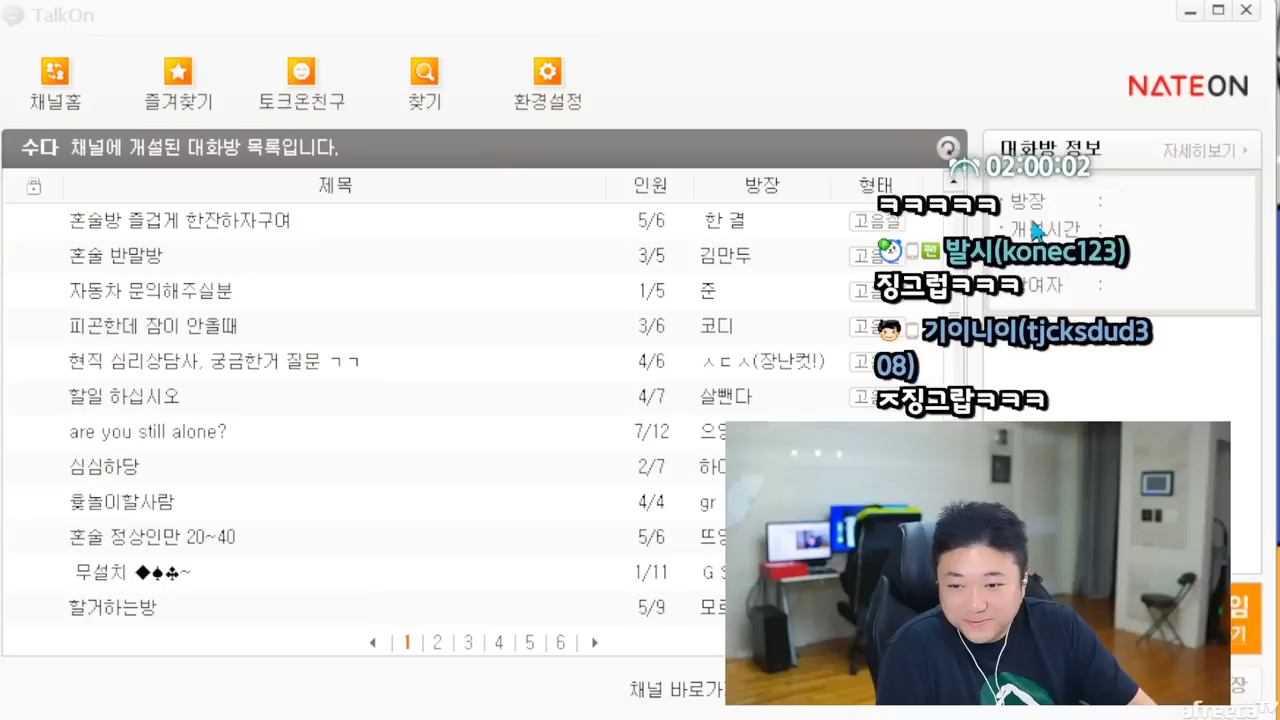 TalkOn
채널홈 즐겨찾기 토크온친구 찾기 환경설정
NATEON
수다 채널에 개설된 대화방 목록입니다.
제목 인원 방장 형태
혼술방 즐겁게 한잔하자구여 5/6 한 결 고음질
혼술 반말방 3/5 김만두
자동차 문의해주실분 1/5 준
피곤한데 잠이 안올때 3/6 코디
현직 심리상담사, 궁금한거 질문 ㄱㄱ 4/6 ㅅㄷㅅ(장난컷!)
할일 하십시오 4/7 살뺀다
are you still alone? 7/12
심심하당 2/7
윷놀이할사람 4/4 gr
혼술 정상인만 20~40 5/6
무설치 ◆♠♣~ 1/11 G
할거하는방 5/9
1 2 3 4 5 6
채널 바로가
대화방 정보 자세히보기
02:00:02
방장 :
ㅋㅋㅋㅋㅋ
발시(konec123)
징그럽ㅋㅋㅋ
기이니이(tjcksdud3
08)
ㅈ징그랍ㅋㅋㅋ
afreecaTV